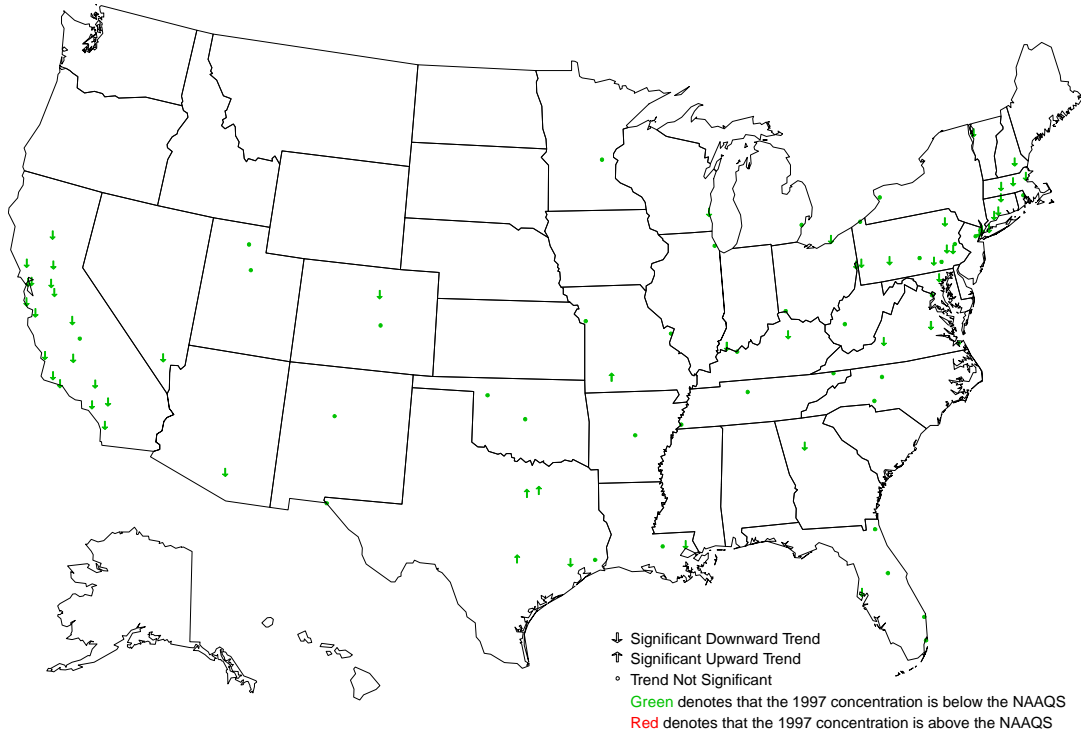 Significant Downward Trend
Significant Upward Trend
Trend Not Significant
Green denotes that the 1997 concentration is below the NAAQS
Red denotes that the 1997 concentration is above the NAAQS